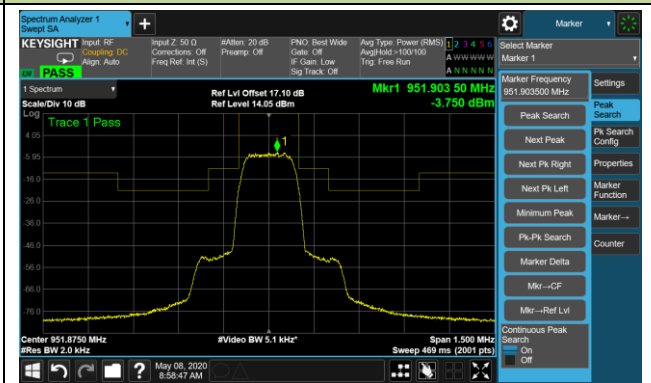 Spectrum Analyzer 1
Swept SA
+
Marker
KEYSIGHT
Input: RF
Coupling: DC
Align: Auto
Input Z: 50 Ω
Corrections: Off
Freq Ref: Int (S)
#Atten: 20 dB
Preamp: Off
PNO: Best Wide
Gate: Off
IF Gain: Low
Sig Track: Off
Avg Type: Power (RMS)
Avg|Hold:>100/100
Trig: Free Run
1 2 3 4 5 6
A W W W W W
A N N N N N
PASS
Select Marker
Marker 1
1 Spectrum
Scale/Div 10 dB
Ref Lvl Offset 17.10 dB
Ref Level 14.05 dBm
Mkr1 951.903 50 MHz
-3.750 dBm
Log
Trace 1 Pass
1
4.05
-5.95
-16.0
-26.0
-36.0
-46.0
-56.0
-66.0
-76.0
Center 951.8750 MHz
#Res BW 2.0 kHz
#Video BW 5.1 kHz*
Span 1.500 MHz
Sweep 469 ms (2001 pts)
Marker Frequency
951.903500 MHz
Peak Search
Next Peak
Next Pk Right
Next Pk Left
Minimum Peak
Pk-Pk Search
Marker Delta
Mkr→CF
Mkr→Ref Lvl
Continuous Peak
Search
On
Off
Settings
Peak
Search
Pk Search
Config
Properties
Marker
Function
Marker→
Counter
?
May 08, 2020
8:58:47 AM